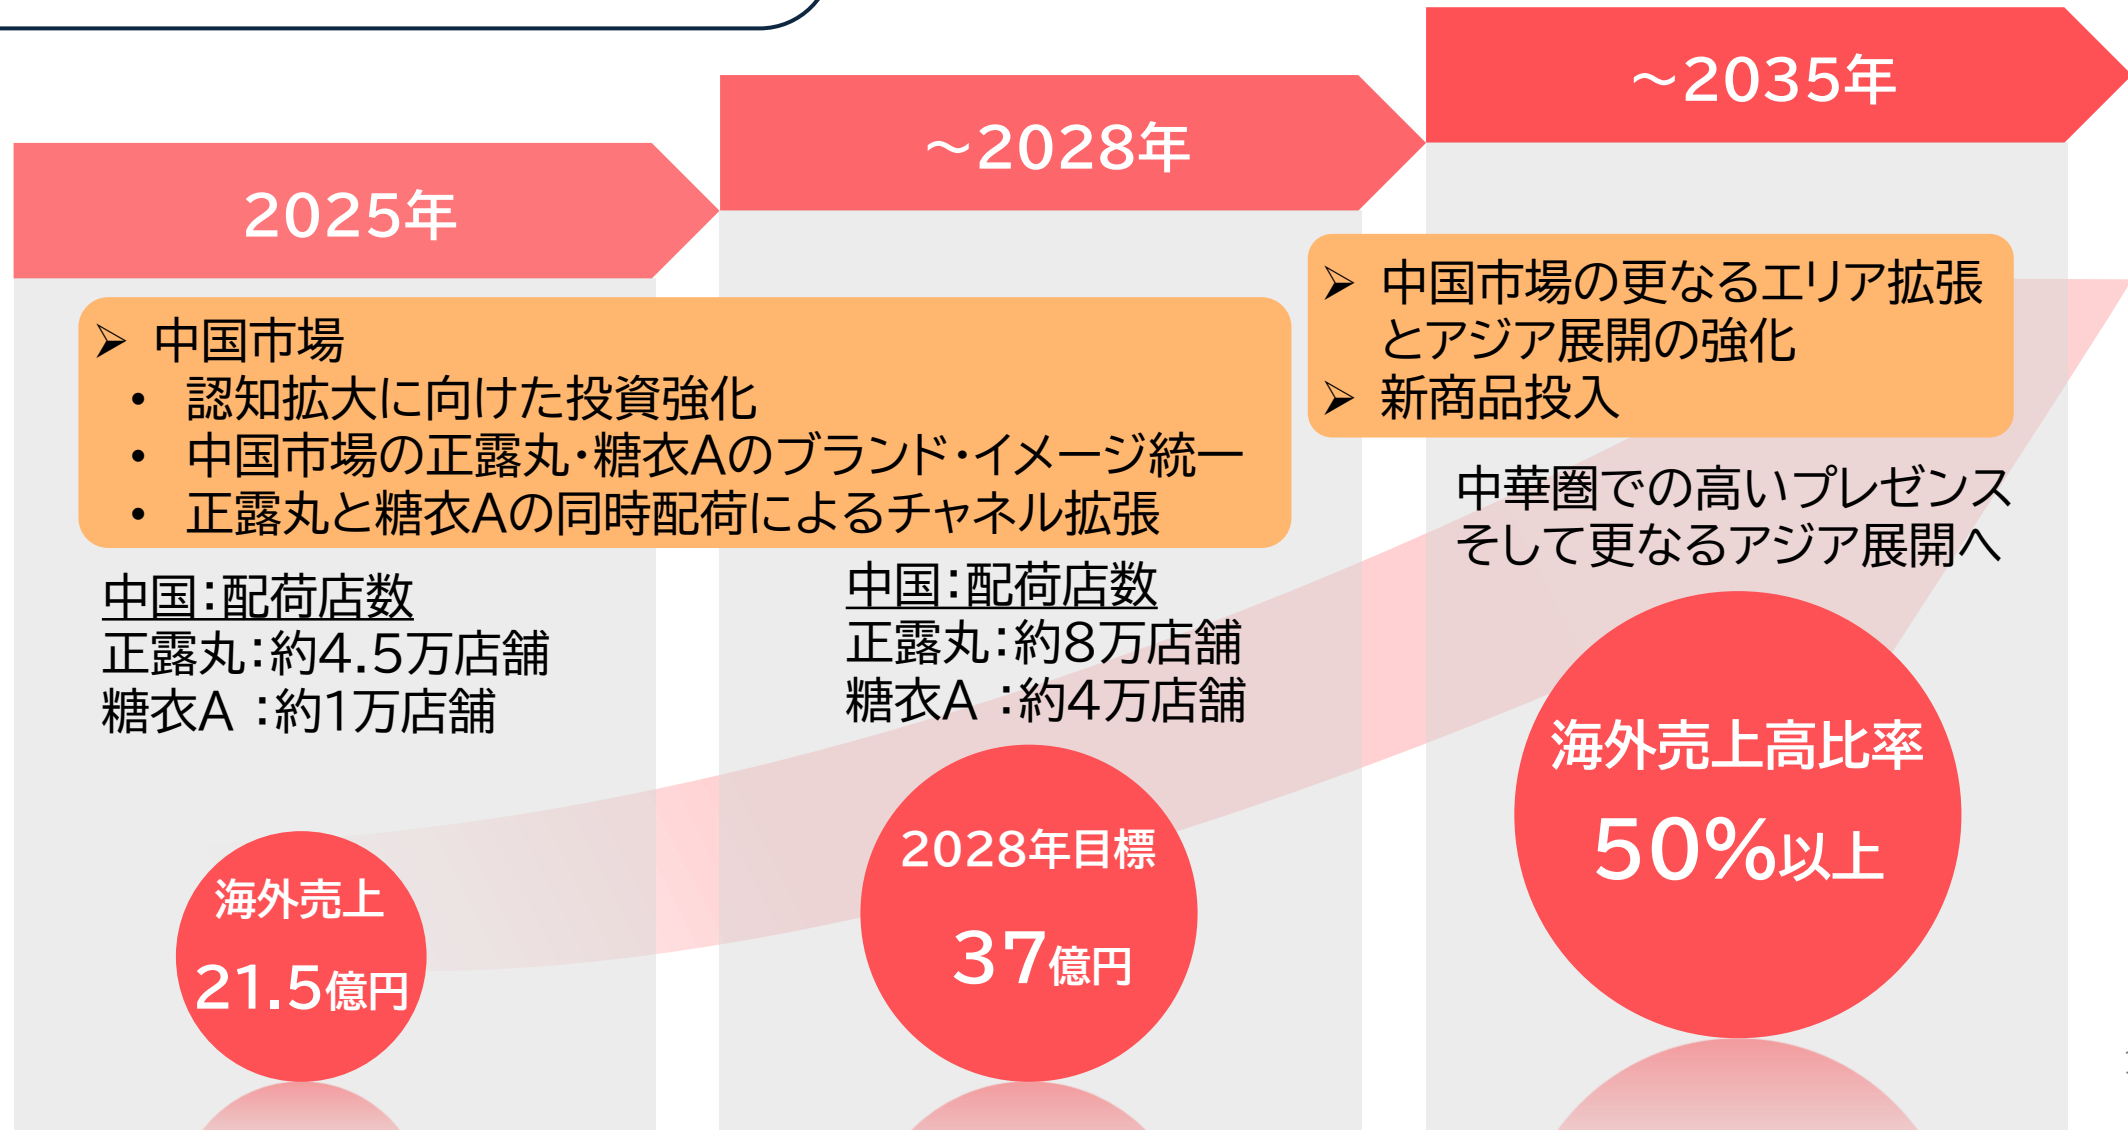 2025年
～2028年
～2035年
➢ 中国市場
• 認知拡大に向けた投資強化
• 中国市場の正露丸・糖衣Aのブランド・イメージ統一
• 正露丸と糖衣Aの同時配荷によるチャネル拡張
➢ 中国市場の更なるエリア拡張
とアジア展開の強化
➢ 新商品投入
中国：配荷店数
正露丸：約4.5万店舗
糖衣A ：約1万店舗
海外売上
21.5億円
中国：配荷店数
正露丸：約8万店舗
糖衣A ：約4万店舗
2028年目標
37億円
中華圏での高いプレゼンス
そして更なるアジア展開へ
海外売上高比率
50%以上